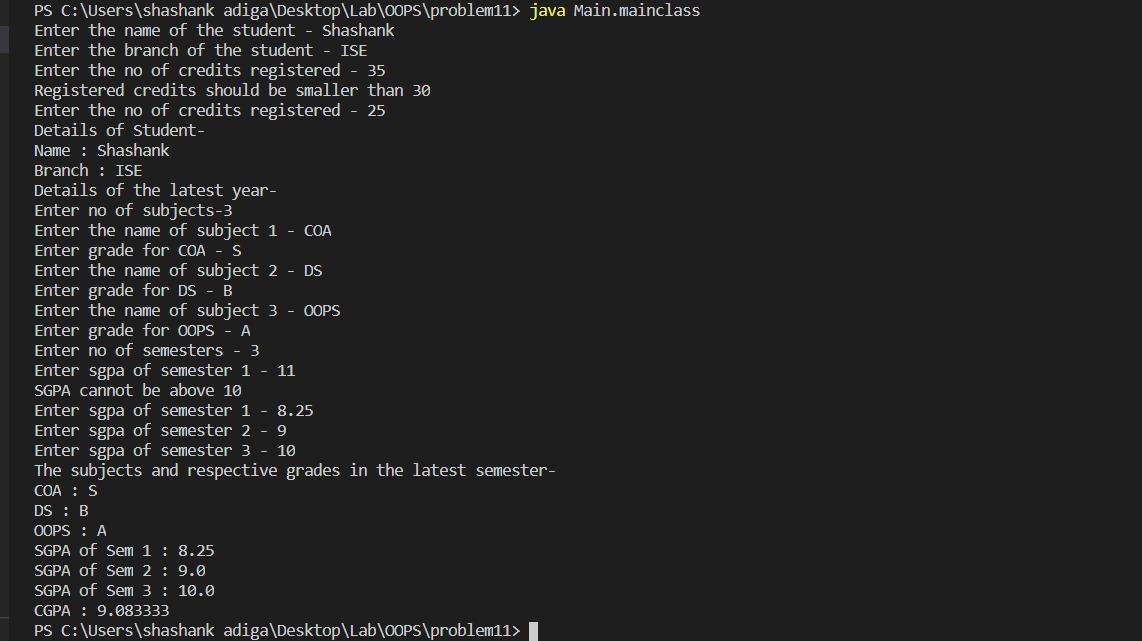 PS C:\Users\shashank adiga\Desktop\Lab\OOPS\problem11> java Main.mainclass
Enter the name of the student - Shashank
Enter the branch of the student - ISE
Enter the no of credits registered - 35
Registered credits should be smaller than 30
Enter the no of credits registered - 25
Details of Student-
Name : Shashank
Branch : ISE
Details of the latest year-
Enter no of subjects-3
Enter the name of subject 1 - COA
Enter grade for COA - S
Enter the name of subject 2 - DS
Enter grade for DS - B
Enter the name of subject 3 - OOPS
Enter grade for OOPS - A
Enter no of semesters - 3
Enter sgpa of semester 1 - 11
SGPA cannot be above 10
Enter sgpa of semester 1 - 8.25
Enter sgpa of semester 2 - 9
Enter sgpa of semester 3 - 10
The subjects and respective grades in the latest semester-
COA : S
DS : B
OOPS : A
SGPA of Sem 1 : 8.25
SGPA of Sem 2 : 9.0
SGPA of Sem 3 : 10.0
CGPA : 9.083333
PS C:\Users\shashank adiga\Desktop\Lab\OOPS\problem11>